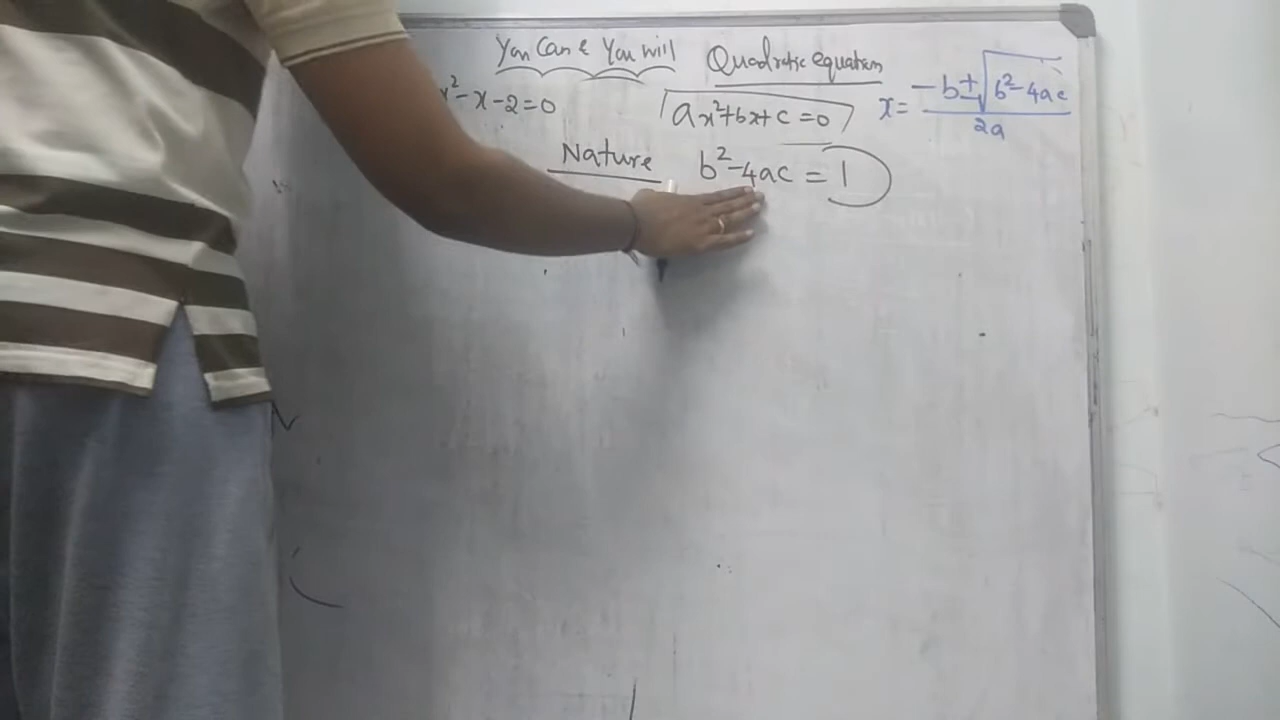 You Can & You will
Quadratic equation
x²-x-2=0
ax²+bx+c=0
x= -b±√b²-4ac / 2a
Nature b²-4ac = D